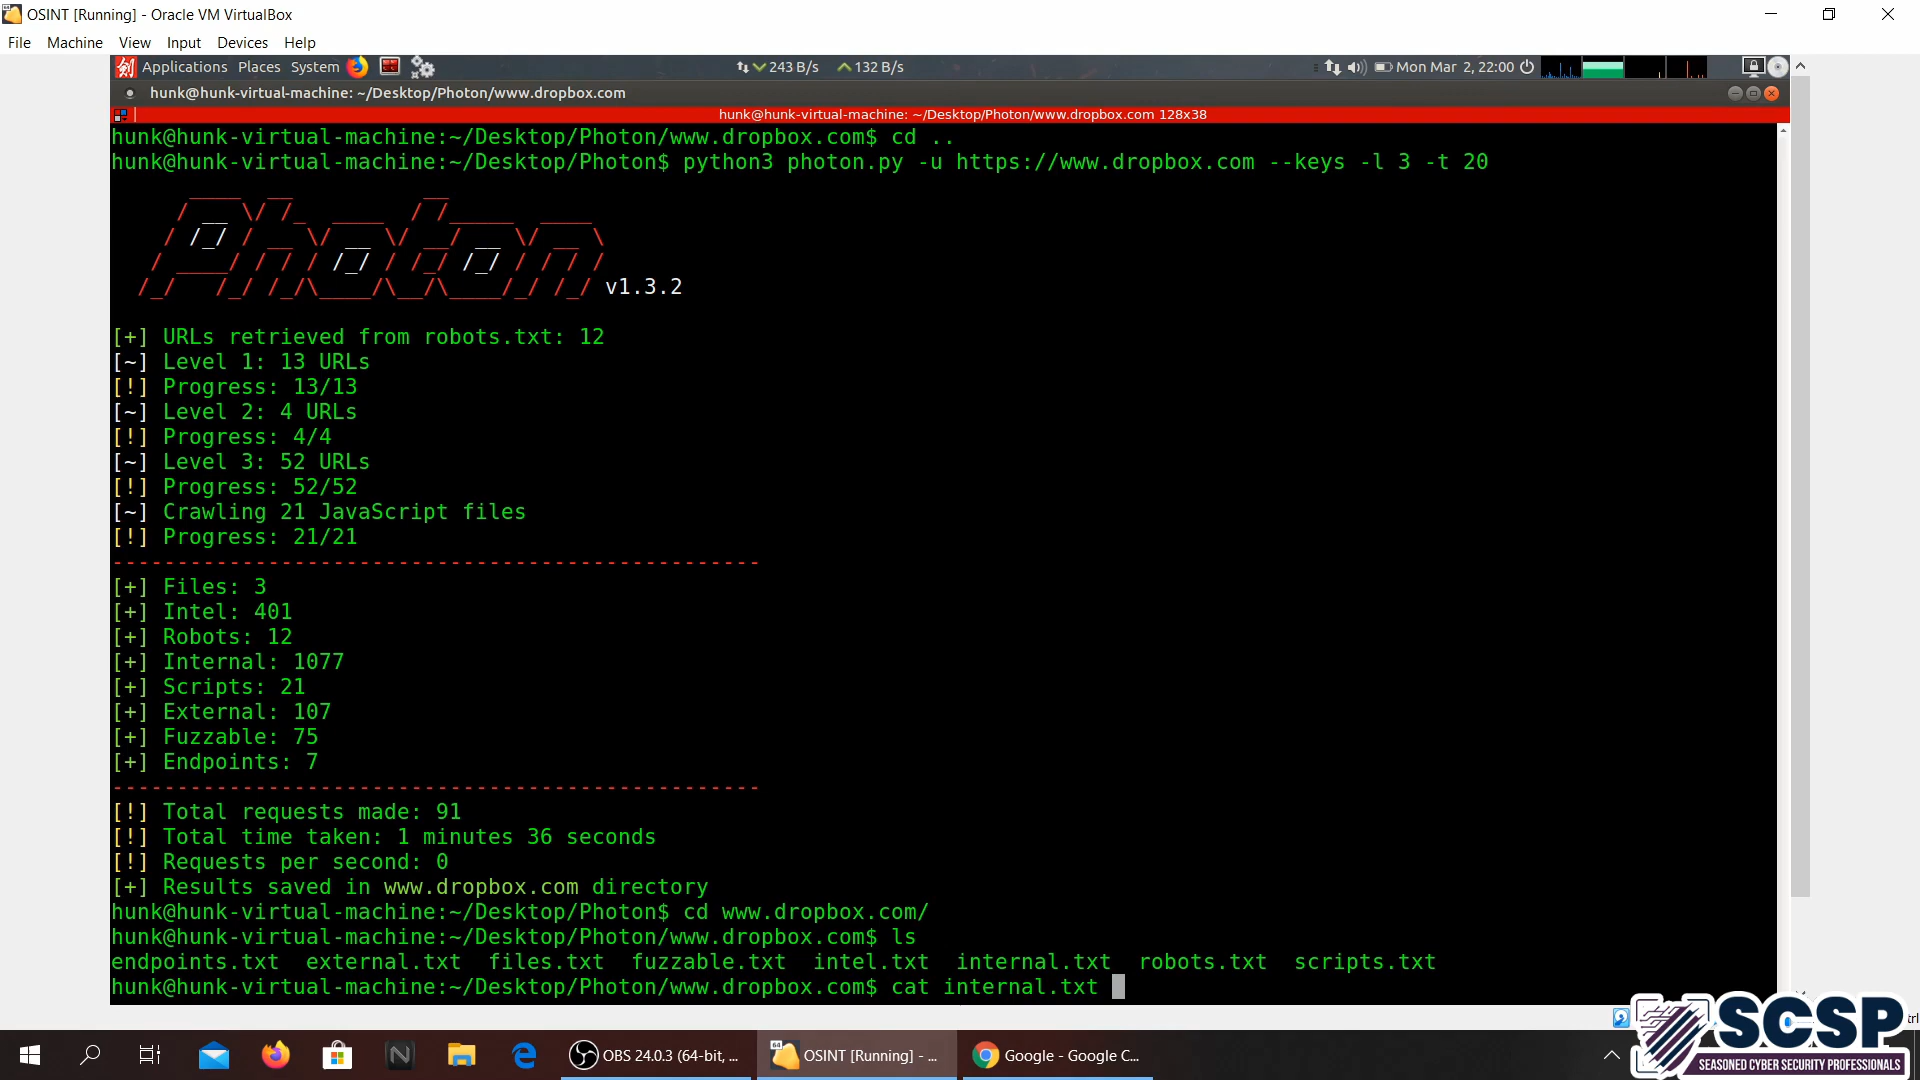 OSINT [Running] - Oracle VM VirtualBox
File Machine View Input Devices Help
Applications Places System 243 B/s 132 B/s Mon Mar 2, 22:00
hunk@hunk-virtual-machine: ~/Desktop/Photon/www.dropbox.com
hunk@hunk-virtual-machine: ~/Desktop/Photon/www.dropbox.com 128x38
hunk@hunk-virtual-machine:~/Desktop/Photon/www.dropbox.com$ cd ..
hunk@hunk-virtual-machine:~/Desktop/Photon$ python3 photon.py -u https://www.dropbox.com --keys -l 3 -t 20
Photon v1.3.2
[+] URLs retrieved from robots.txt: 12
[~] Level 1: 13 URLs
[!] Progress: 13/13
[~] Level 2: 4 URLs
[!] Progress: 4/4
[~] Level 3: 52 URLs
[!] Progress: 52/52
[~] Crawling 21 JavaScript files
[!] Progress: 21/21
--------------------------------------------------
[+] Files: 3
[+] Intel: 401
[+] Robots: 12
[+] Internal: 1077
[+] Scripts: 21
[+] External: 107
[+] Fuzzable: 75
[+] Endpoints: 7
--------------------------------------------------
[!] Total requests made: 91
[!] Total time taken: 1 minutes 36 seconds
[!] Requests per second: 0
[+] Results saved in www.dropbox.com directory
hunk@hunk-virtual-machine:~/Desktop/Photon$ cd www.dropbox.com/
hunk@hunk-virtual-machine:~/Desktop/Photon/www.dropbox.com$ ls
endpoints.txt external.txt files.txt fuzzable.txt intel.txt internal.txt robots.txt scripts.txt
hunk@hunk-virtual-machine:~/Desktop/Photon/www.dropbox.com$ cat internal.txt
SCSP
SEASONED CYBER SECURITY PROFESSIONALS
OBS 24.0.3 (64-bit, ...
OSINT [Running] - ...
Google - Google C...